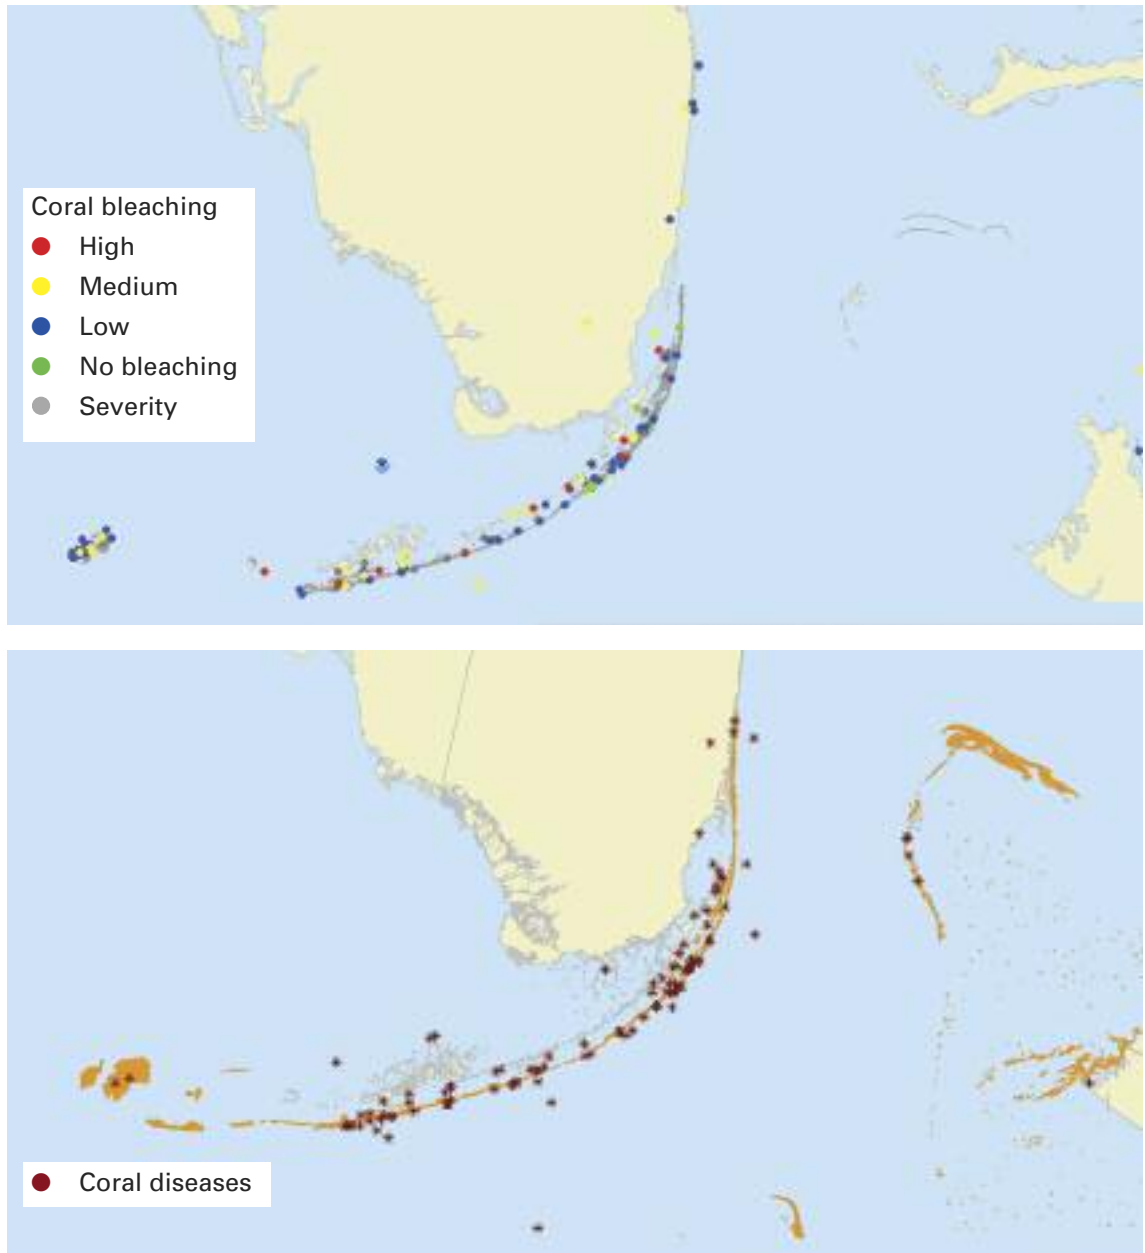 Coral bleaching
High
Medium
Low
No bleaching
Severity
Coral diseases